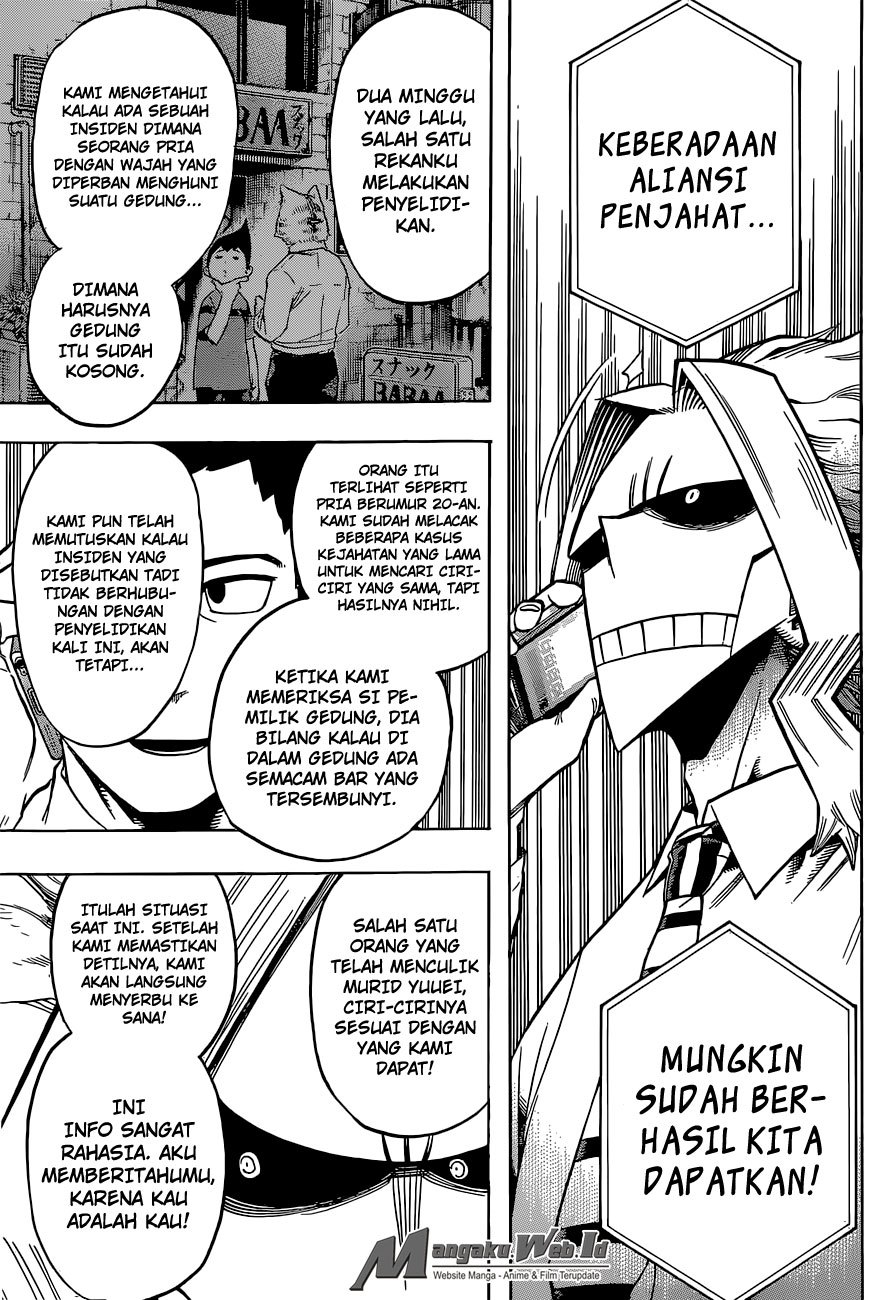 KEBERADAAN
ALIANSI
PENJAHAT...
MUNGKIN
SUDAH BER-
HASIL KITA
DAPATKAN!
DUA MINGGU
YANG LALU,
SALAH SATU
REKANKU
MELAKUKAN
PENYELIDI-
KAN.
KAMI MENGETAHUI
KALAU ADA SEBUAH
INSIDEN DIMANA
SEORANG PRIA
DENGAN WAJAH YANG
DIPERBAN MENGHUNI
SUATU GEDUNG...
DIMANA
HARUSNYA
GEDUNG
ITU SUDAH
KOSONG.
BAA
スナック
スナック
BABAA
ORANG ITU
TERLIHAT SEPERTI
PRIA BERUMUR 20-AN.
KAMI SUDAH MELACAK
BEBERAPA KASUS
KEJAHATAN YANG LAMA
UNTUK MENCARI CIRI-
CIRI YANG SAMA, TAPI
HASILNYA NIHIL.
KAMI PUN TELAH
MEMUTUSKAN KALAU
INSIDEN YANG
DISEBUTKAN TADI
TIDAK BERHUBU-
NGAN DENGAN
PENYELIDIKAN
KALI INI, AKAN
TETAPI...
KETIKA KAMI
MEMERIKSA SI PE-
MILIK GEDUNG, DIA
BILANG KALAU DI
DALAM GEDUNG ADA
SEMACAM BAR YANG
TERSEMBUNYI.
SALAH SATU
ORANG YANG
TELAH MENCULIK
MURID YUUEI,
CIRI-CIRINYA
SESUAI DENGAN
YANG KAMI
DAPAT!
ITULAH SITUASI
SAAT INI. SETELAH
KAMI MEMASTIKAN
DETILNYA, KAMI
AKAN LANGSUNG
MENYERBU KE
SANA!
INI
INFO SANGAT
RAHASIA. AKU
MEMBERITAHUMU,
KARENA KAU
ADALAH KAU!
Mangaku.Web.Id
Website Manga - Anime & Film Terupdate